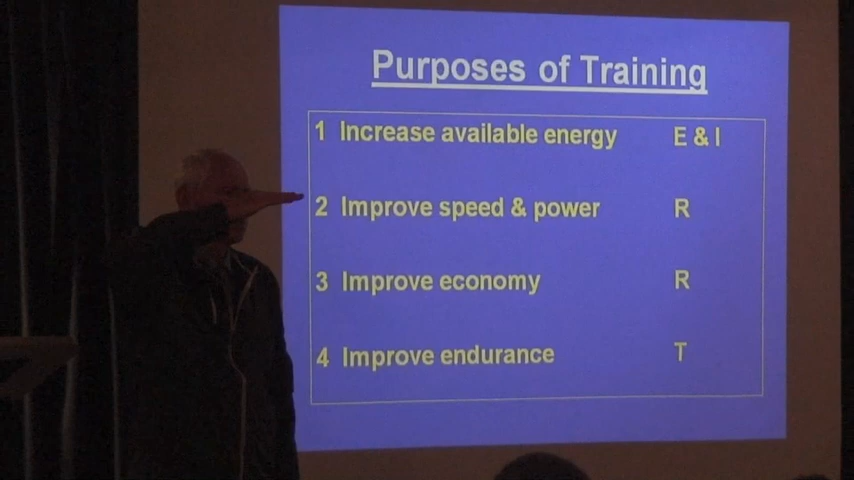 Purposes of Training
1 Increase available energy E & I
2 Improve speed & power R
3 Improve economy R
4 Improve endurance T